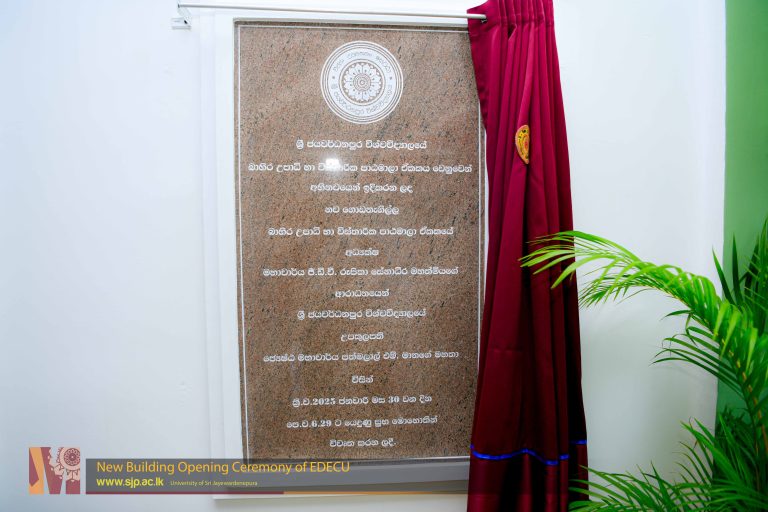 ශ්‍රී ජයවර්ධනපුර විශ්වවිද්‍යාලයේ
බාහිර උපාධි හා විස්තාරික පාඨමාලා ඒකකය වෙනුවෙන්
අභිනවයෙන් ඉදිකරන ලද
නව ගොඩනැගිල්ල
බාහිර උපාධි හා විස්තාරික පාඨමාලා ඒකකයේ
අධ්‍යක්ෂ
මහාචාර්ය පී.ඩී.වී. රූසිකා සේනාධීර මහත්මියගේ
ආරාධනයෙන්
ශ්‍රී ජයවර්ධනපුර විශ්වවිද්‍යාලයේ
උපකුලපති
ජ්‍යෙෂ්ඨ මහාචාර්ය පත්මලාල් එම්. මානගේ මහතා
විසින්
ක්‍රි.ව.2025 ජනවාරි මස 30 වන දින
පෙ.ව.6.29 ට යෙදුණු සුභ මොහොතින්
විවෘත කරන ලදී.
New Building Opening Ceremony of EDECU
www.sjp.ac.lk University of Sri Jayewardenepura